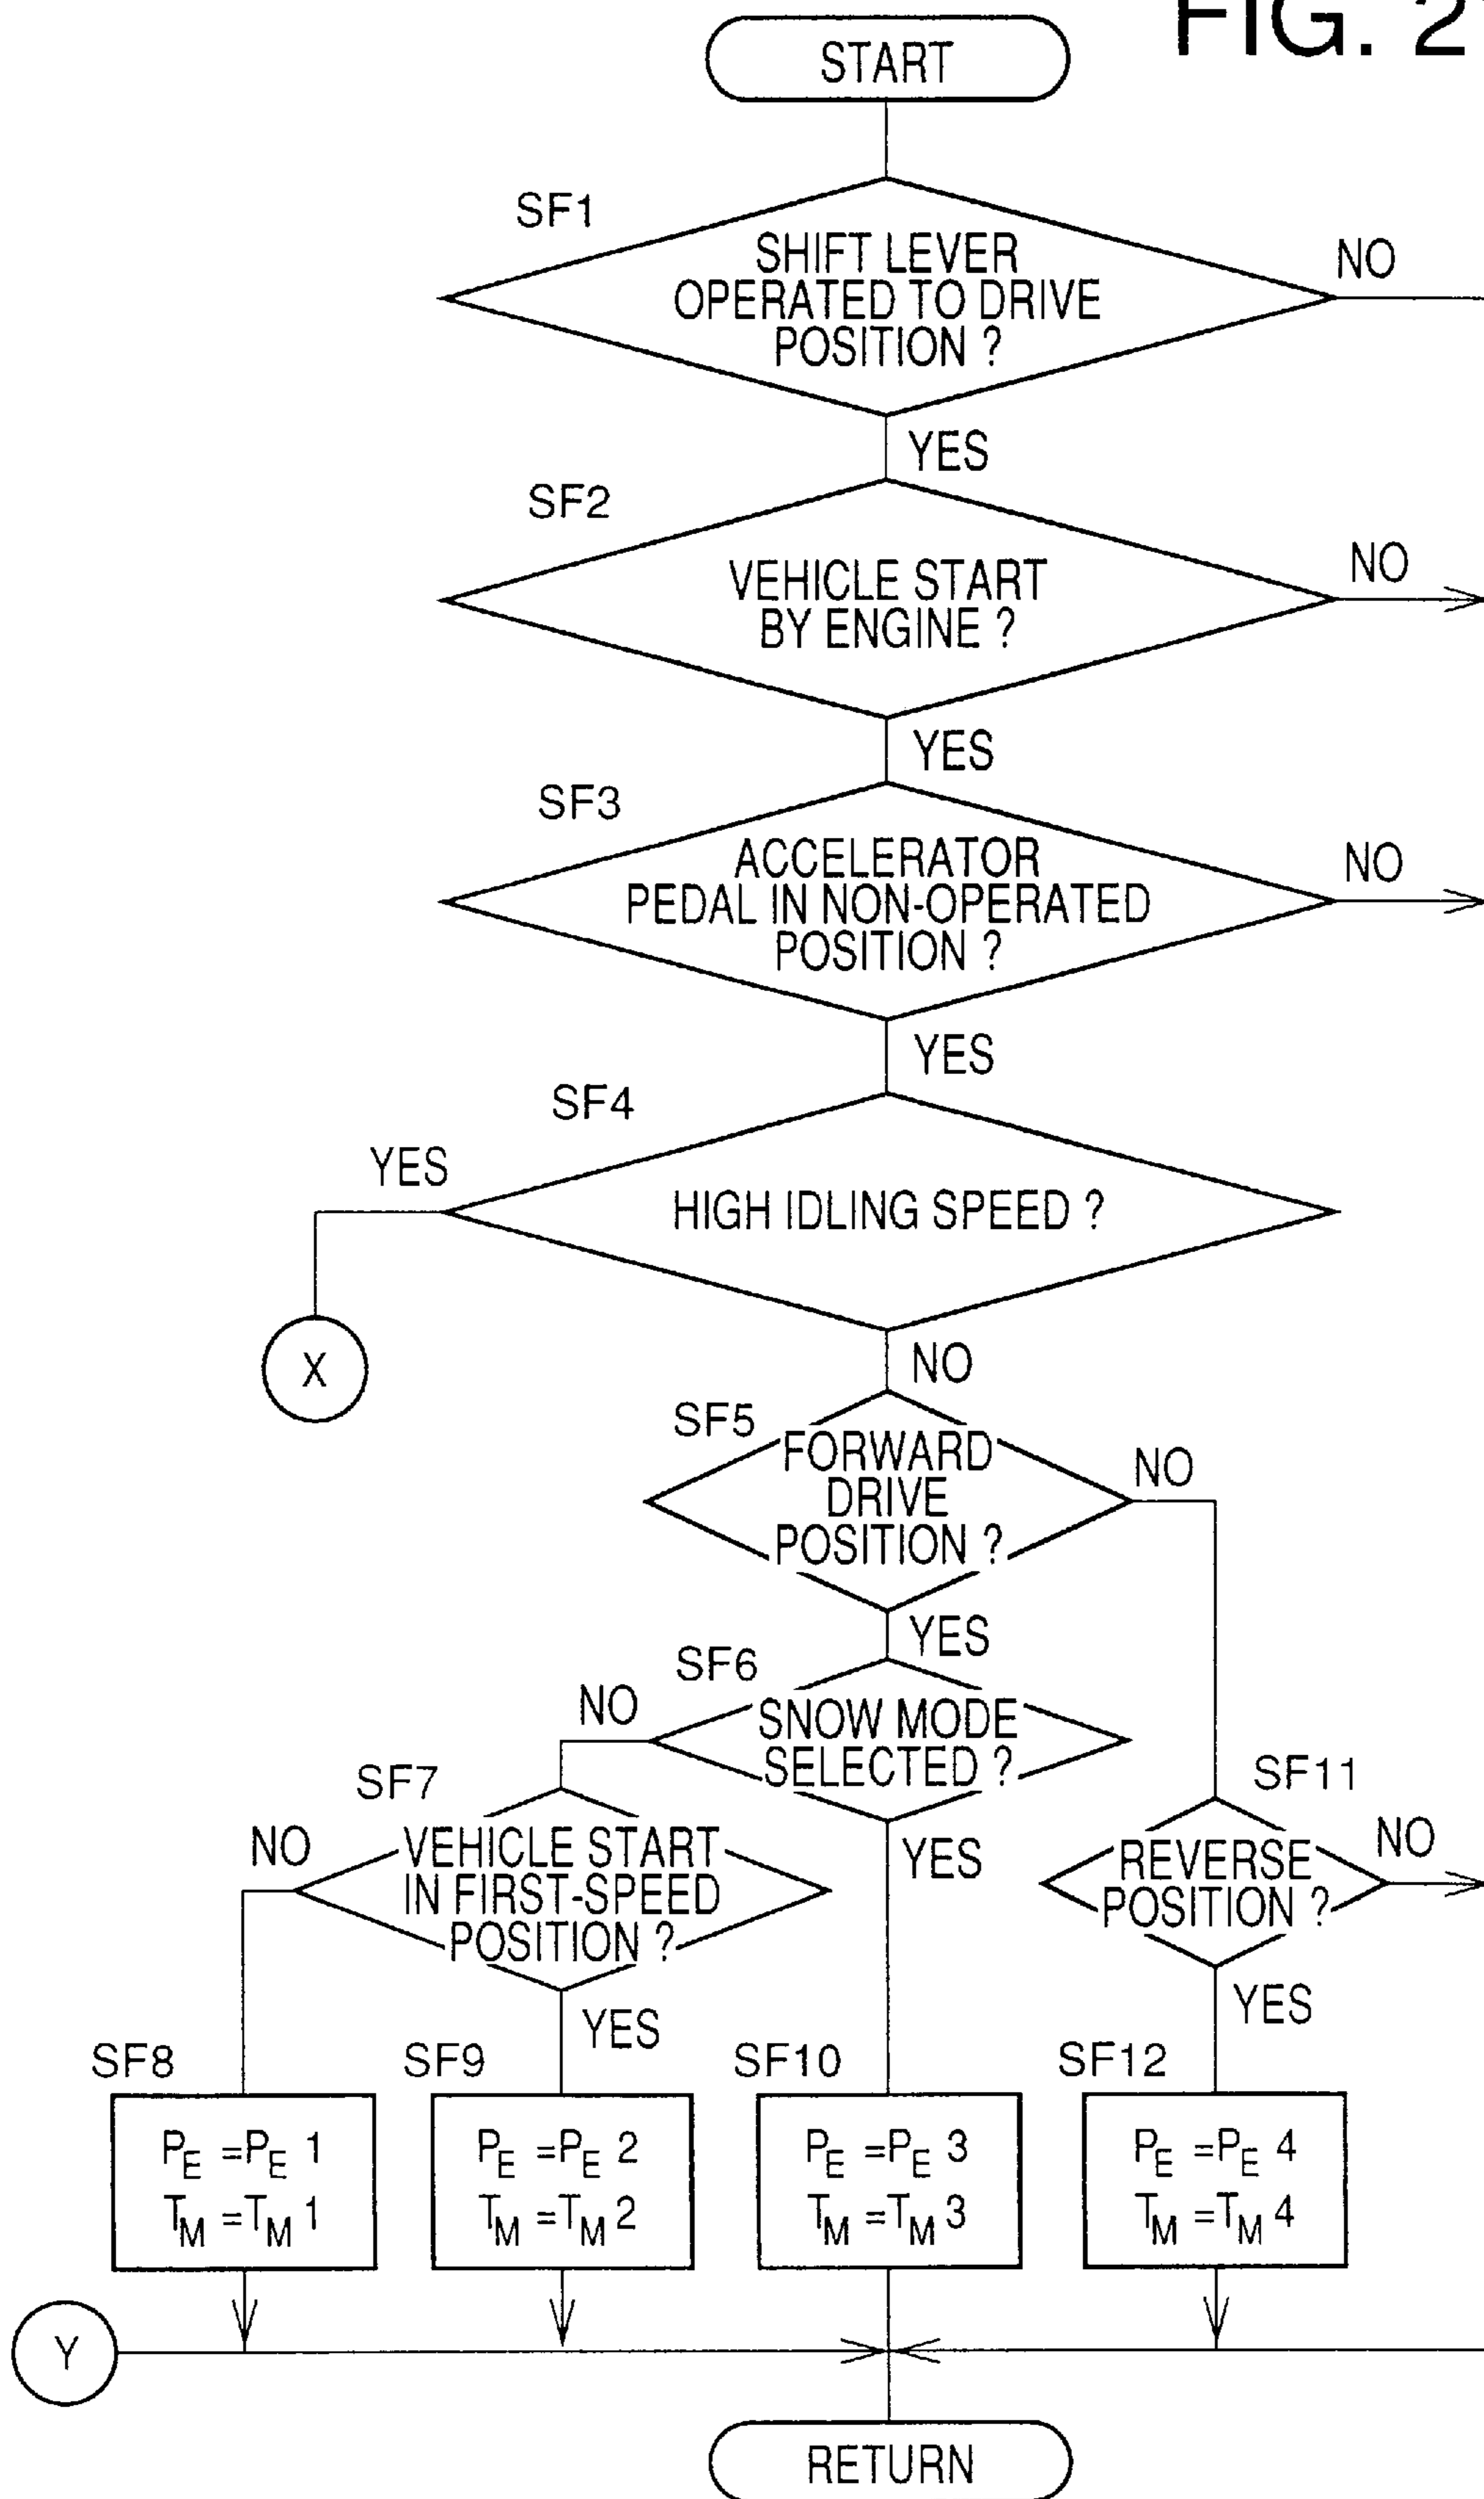 FIG. 2
START
SF1
SHIFT LEVER
OPERATED TO DRIVE
POSITION ?
NO
YES
SF2
VEHICLE START
BY ENGINE ?
NO
YES
SF3
ACCELERATOR
PEDAL IN NON-OPERATED
POSITION ?
NO
YES
SF4
YES
HIGH IDLING SPEED ?
X
NO
SF5
FORWARD
DRIVE
POSITION ?
NO
YES
SF6
NO
SNOW MODE
SELECTED ?
YES
SF7
NO
VEHICLE START
IN FIRST-SPEED
POSITION ?
YES
SF11
REVERSE
POSITION ?
NO
YES
SF8
PE =PE 1
TM =TM 1
SF9
PE =PE 2
TM =TM 2
SF10
PE =PE 3
TM =TM 3
SF12
PE =PE 4
TM =TM 4
Y
RETURN